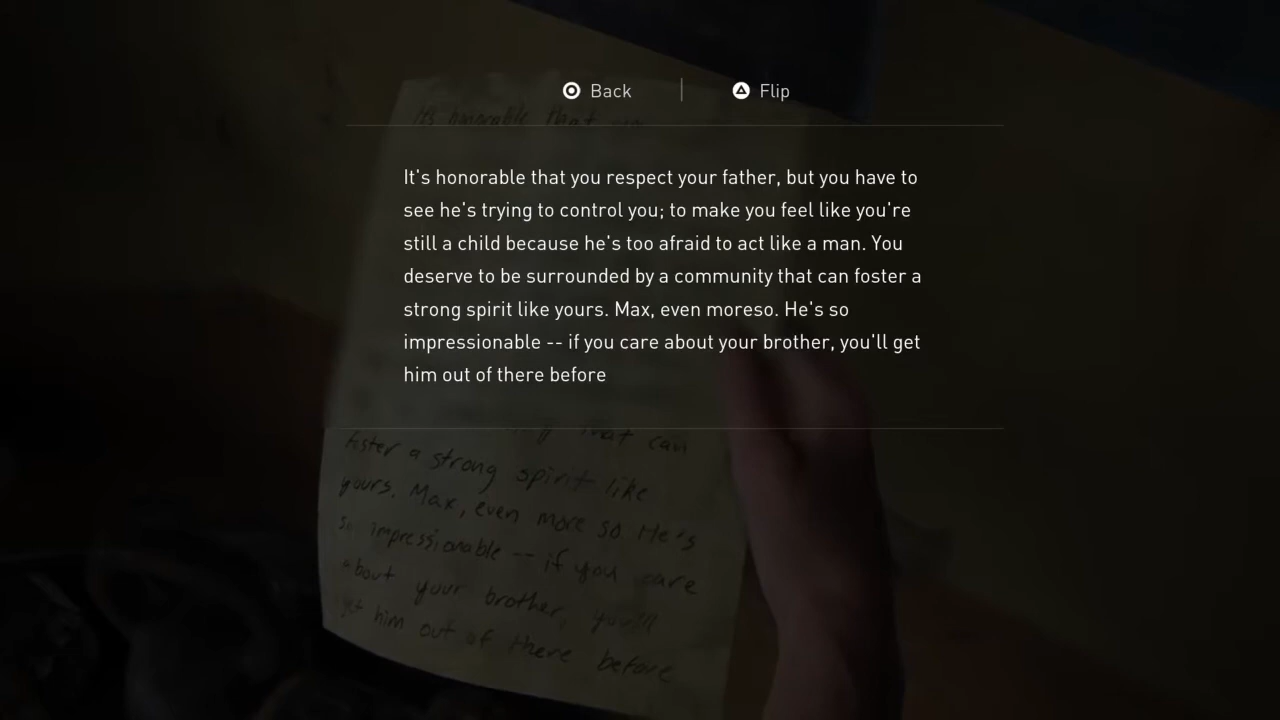 Back
Flip
It's honorable that
It's honorable that you respect your father, but you have to
see he's trying to control you; to make you feel like you're
still a child because he's too afraid to act like a man. You
deserve to be surrounded by a community that can foster a
strong spirit like yours. Max, even moreso. He's so
impressionable -- if you care about your brother, you'll get
him out of there before
that can
foster a strong spirit like
yours. Max, even more so He's
so impressionable -- if you care
about your brother, you'll
get him out of there before